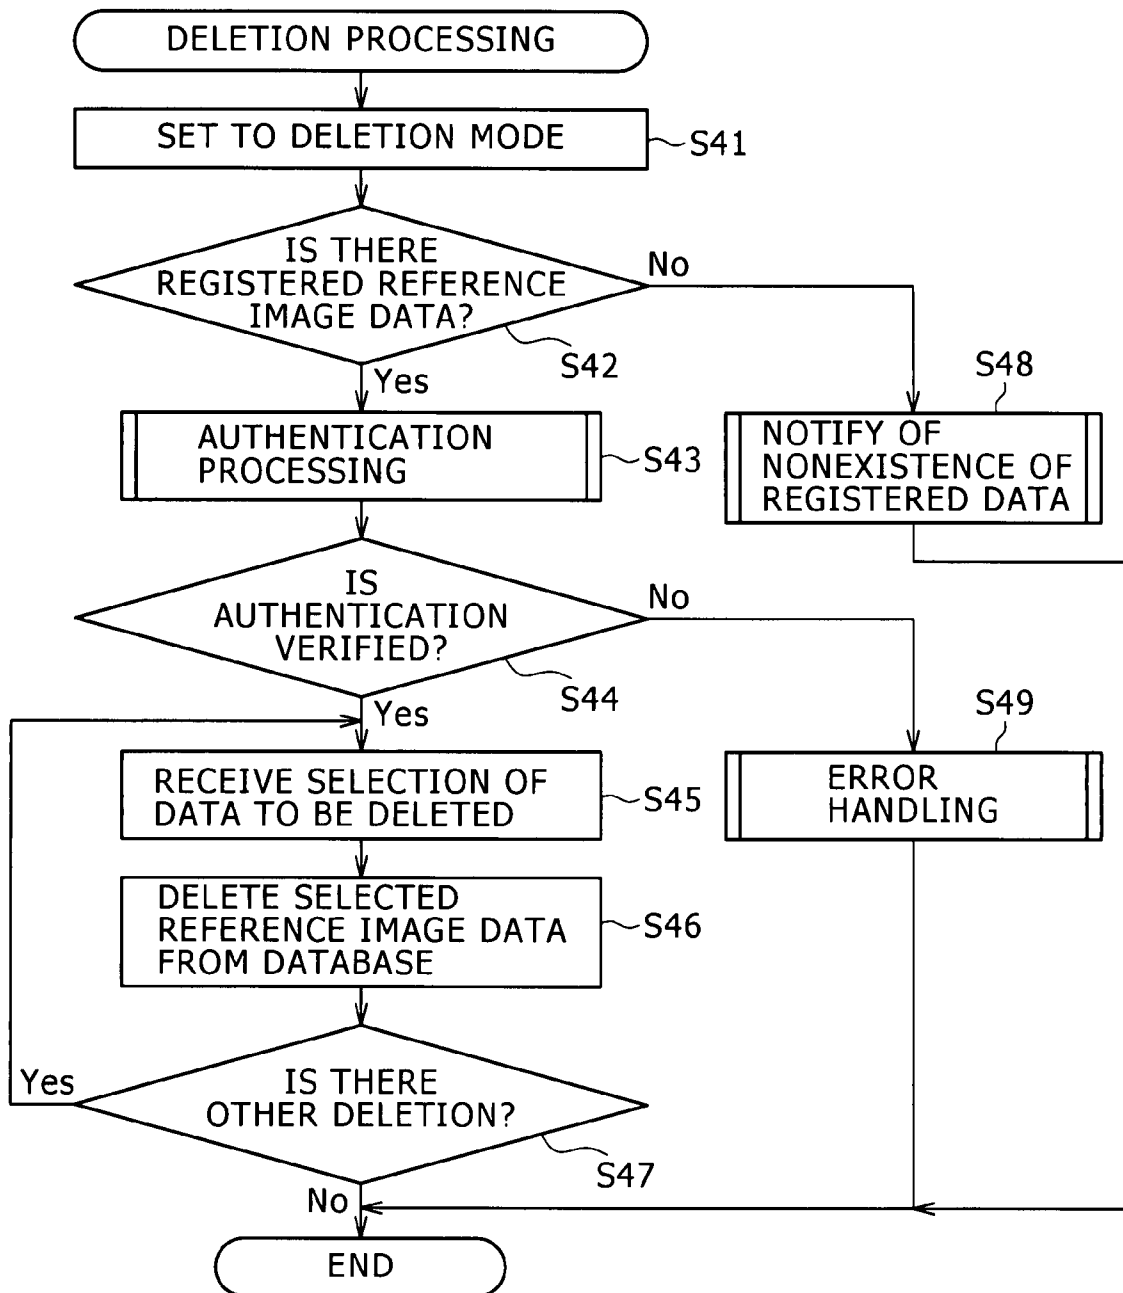 DELETION PROCESSING
SET TO DELETION MODE
S41
IS THERE
REGISTERED REFERENCE
IMAGE DATA?
No
S42
Yes
S48
AUTHENTICATION
PROCESSING
S43
NOTIFY OF
NONEXISTENCE OF
REGISTERED DATA
IS
AUTHENTICATION
VERIFIED?
No
S44
Yes
S49
RECEIVE SELECTION OF
DATA TO BE DELETED
S45
ERROR
HANDLING
DELETE SELECTED
REFERENCE IMAGE DATA
FROM DATABASE
S46
Yes
IS THERE
OTHER DELETION?
S47
No
END